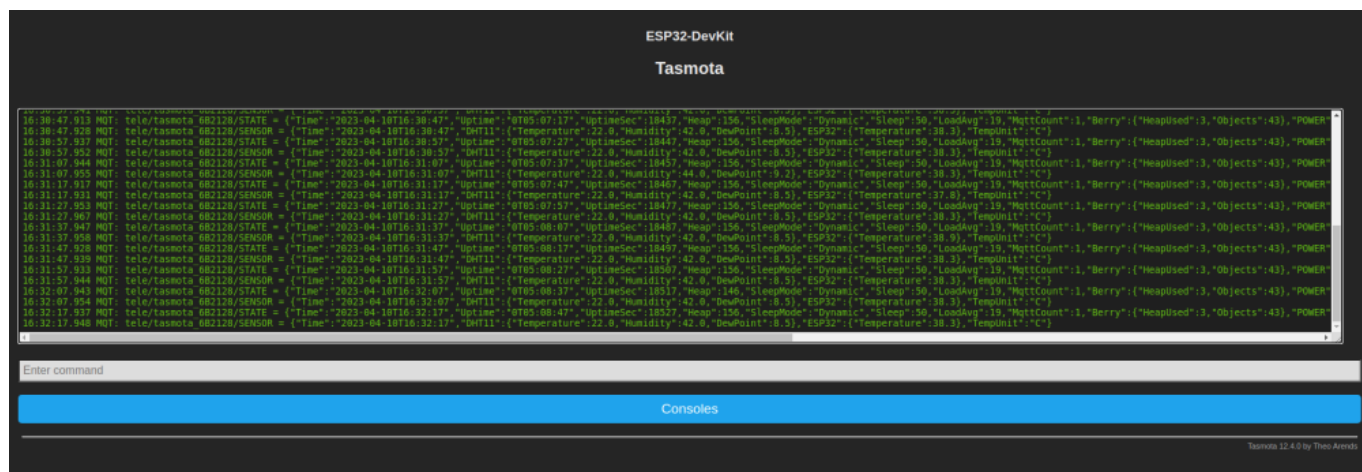 ESP32-DevKit
Tasmota
16:30:47.913 MQT: tele/tasmota_6B2128/STATE = {"Time":"2023-04-10T16:30:47","Uptime":"0T05:07:17","UptimeSec":18437,"Heap":156,"SleepMode":"Dynamic","Sleep":50,"LoadAvg":19,"MqttCount":1,"Berry":{"HeapUsed":3,"Objects":43},"POWER"
16:30:47.928 MQT: tele/tasmota_6B2128/SENSOR = {"Time":"2023-04-10T16:30:47","DHT11":{"Temperature":22.0,"Humidity":42.0,"DewPoint":8.5},"ESP32":{"Temperature":38.3},"TempUnit":"C"}
16:30:57.937 MQT: tele/tasmota_6B2128/STATE = {"Time":"2023-04-10T16:30:57","Uptime":"0T05:07:27","UptimeSec":18447,"Heap":156,"SleepMode":"Dynamic","Sleep":50,"LoadAvg":19,"MqttCount":1,"Berry":{"HeapUsed":3,"Objects":43},"POWER"
16:30:57.952 MQT: tele/tasmota_6B2128/SENSOR = {"Time":"2023-04-10T16:30:57","DHT11":{"Temperature":22.0,"Humidity":42.0,"DewPoint":8.5},"ESP32":{"Temperature":38.3},"TempUnit":"C"}
16:31:07.944 MQT: tele/tasmota_6B2128/STATE = {"Time":"2023-04-10T16:31:07","Uptime":"0T05:07:37","UptimeSec":18457,"Heap":156,"SleepMode":"Dynamic","Sleep":50,"LoadAvg":19,"MqttCount":1,"Berry":{"HeapUsed":3,"Objects":43},"POWER"
16:31:07.955 MQT: tele/tasmota_6B2128/SENSOR = {"Time":"2023-04-10T16:31:07","DHT11":{"Temperature":22.0,"Humidity":44.0,"DewPoint":9.2},"ESP32":{"Temperature":38.3},"TempUnit":"C"}
16:31:17.917 MQT: tele/tasmota_6B2128/STATE = {"Time":"2023-04-10T16:31:17","Uptime":"0T05:07:47","UptimeSec":18467,"Heap":156,"SleepMode":"Dynamic","Sleep":50,"LoadAvg":19,"MqttCount":1,"Berry":{"HeapUsed":3,"Objects":43},"POWER"
16:31:17.931 MQT: tele/tasmota_6B2128/SENSOR = {"Time":"2023-04-10T16:31:17","DHT11":{"Temperature":22.0,"Humidity":42.0,"DewPoint":8.5},"ESP32":{"Temperature":37.8},"TempUnit":"C"}
16:31:27.953 MQT: tele/tasmota_6B2128/STATE = {"Time":"2023-04-10T16:31:27","Uptime":"0T05:07:57","UptimeSec":18477,"Heap":156,"SleepMode":"Dynamic","Sleep":50,"LoadAvg":19,"MqttCount":1,"Berry":{"HeapUsed":3,"Objects":43},"POWER"
16:31:27.967 MQT: tele/tasmota_6B2128/SENSOR = {"Time":"2023-04-10T16:31:27","DHT11":{"Temperature":22.0,"Humidity":42.0,"DewPoint":8.5},"ESP32":{"Temperature":38.3},"TempUnit":"C"}
16:31:37.947 MQT: tele/tasmota_6B2128/STATE = {"Time":"2023-04-10T16:31:37","Uptime":"0T05:08:07","UptimeSec":18487,"Heap":156,"SleepMode":"Dynamic","Sleep":50,"LoadAvg":19,"MqttCount":1,"Berry":{"HeapUsed":3,"Objects":43},"POWER"
16:31:37.958 MQT: tele/tasmota_6B2128/SENSOR = {"Time":"2023-04-10T16:31:37","DHT11":{"Temperature":22.0,"Humidity":42.0,"DewPoint":8.5},"ESP32":{"Temperature":38.9},"TempUnit":"C"}
16:31:47.928 MQT: tele/tasmota_6B2128/STATE = {"Time":"2023-04-10T16:31:47","Uptime":"0T05:08:17","UptimeSec":18497,"Heap":156,"SleepMode":"Dynamic","Sleep":50,"LoadAvg":19,"MqttCount":1,"Berry":{"HeapUsed":3,"Objects":43},"POWER"
16:31:47.939 MQT: tele/tasmota_6B2128/SENSOR = {"Time":"2023-04-10T16:31:47","DHT11":{"Temperature":22.0,"Humidity":42.0,"DewPoint":8.5},"ESP32":{"Temperature":38.3},"TempUnit":"C"}
16:31:57.933 MQT: tele/tasmota_6B2128/STATE = {"Time":"2023-04-10T16:31:57","Uptime":"0T05:08:27","UptimeSec":18507,"Heap":156,"SleepMode":"Dynamic","Sleep":50,"LoadAvg":19,"MqttCount":1,"Berry":{"HeapUsed":3,"Objects":43},"POWER"
16:31:57.944 MQT: tele/tasmota_6B2128/SENSOR = {"Time":"2023-04-10T16:31:57","DHT11":{"Temperature":22.0,"Humidity":42.0,"DewPoint":8.5},"ESP32":{"Temperature":38.3},"TempUnit":"C"}
16:32:07.943 MQT: tele/tasmota_6B2128/STATE = {"Time":"2023-04-10T16:32:07","Uptime":"0T05:08:37","UptimeSec":18517,"Heap":146,"SleepMode":"Dynamic","Sleep":50,"LoadAvg":19,"MqttCount":1,"Berry":{"HeapUsed":3,"Objects":43},"POWER"
16:32:07.954 MQT: tele/tasmota_6B2128/SENSOR = {"Time":"2023-04-10T16:32:07","DHT11":{"Temperature":22.0,"Humidity":42.0,"DewPoint":8.5},"ESP32":{"Temperature":38.3},"TempUnit":"C"}
16:32:17.937 MQT: tele/tasmota_6B2128/STATE = {"Time":"2023-04-10T16:32:17","Uptime":"0T05:08:47","UptimeSec":18527,"Heap":156,"SleepMode":"Dynamic","Sleep":50,"LoadAvg":19,"MqttCount":1,"Berry":{"HeapUsed":3,"Objects":43},"POWER"
16:32:17.948 MQT: tele/tasmota_6B2128/SENSOR = {"Time":"2023-04-10T16:32:17","DHT11":{"Temperature":22.0,"Humidity":42.0,"DewPoint":8.5},"ESP32":{"Temperature":38.3},"TempUnit":"C"}
Enter command
Consoles
Tasmota 12.4.0 by Theo Arends